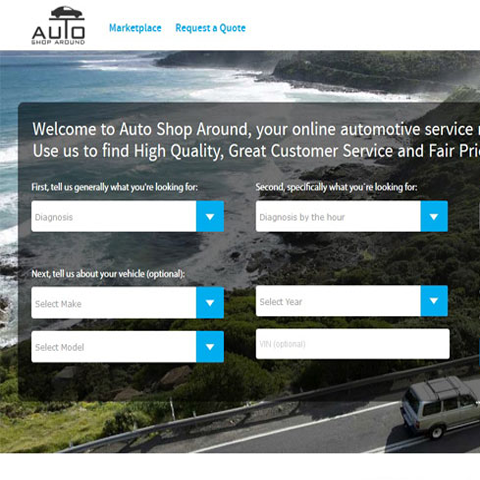 AUTO
SHOP AROUND
Marketplace Request a Quote
Welcome to Auto Shop Around, your online automotive service
Use us to find High Quality, Great Customer Service and Fair
First, tell us generally what you're looking for:
Second, specifically what you're looking for:
Diagnosis
Diagnosis by the hour
Next, tell us about your vehicle (optional):
Select Make
Select Year
Select Model
VIN (optional)